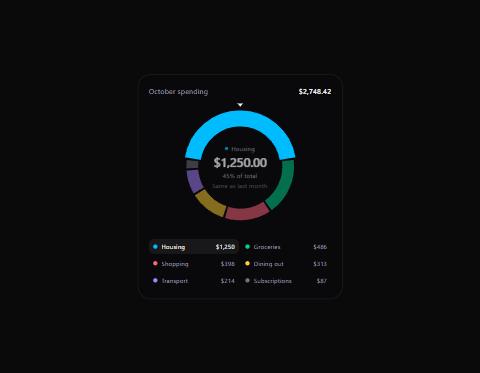 October spending $2,748.42
Housing
$1,250.00
45% of total
Same as last month
Housing $1,250 Groceries $486
Shopping $398 Dining out $313
Transport $214 Subscriptions $87